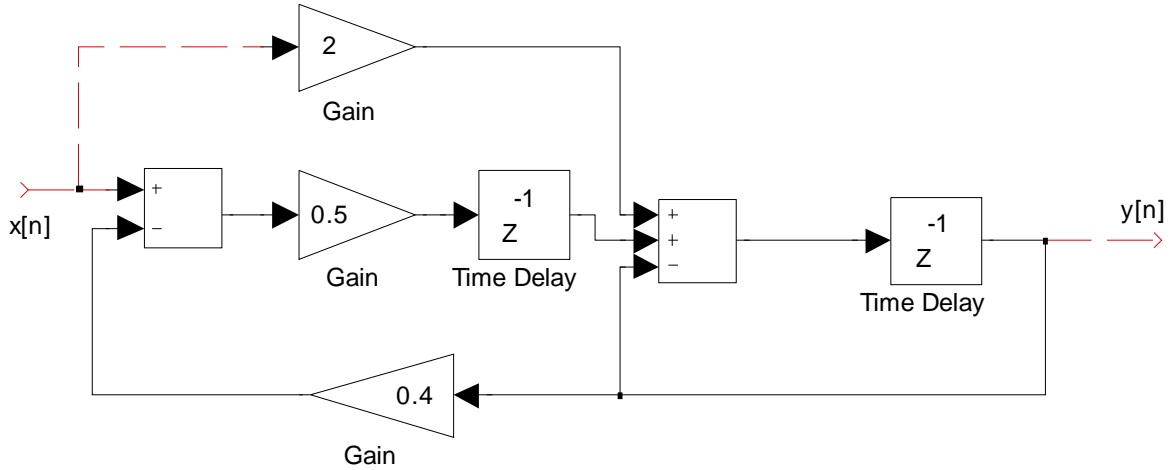 2
Gain
x[n]
+
−
0.5
Gain
-1
Z
Time Delay
+
+
−
-1
Z
Time Delay
y[n]
0.4
Gain